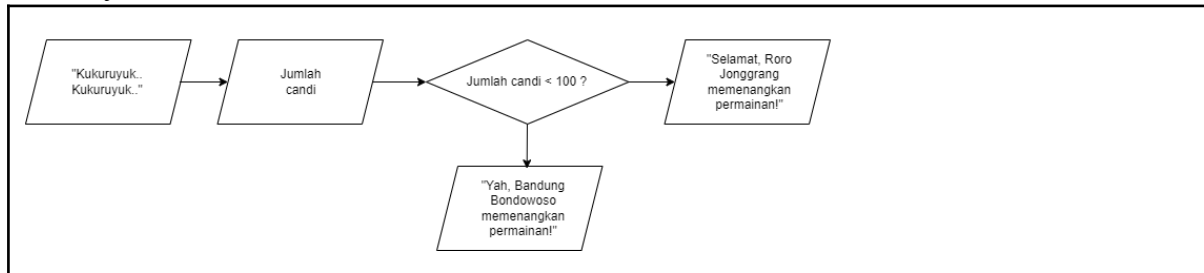 "Kukuruyuk..
Kukuruyuk.."
Jumlah
candi
Jumlah candi < 100 ?
"Selamat, Roro
Jonggrang
memenangkan
permainan!"
"Yah, Bandung
Bondowoso
memenangkan
permainan!"